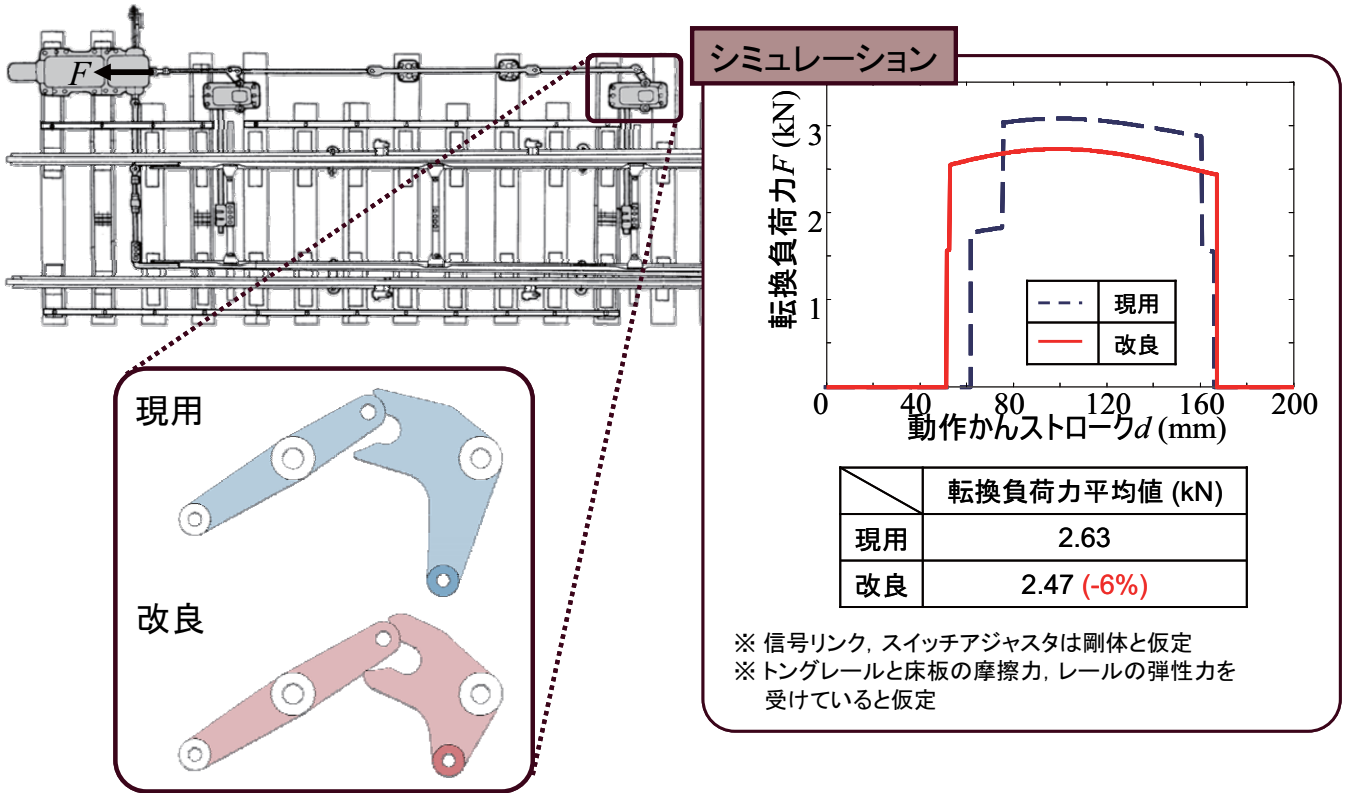 F
シミュレーション
転換負荷力F (kN)
3
2
1
現用
改良
0
40
80
120
160
200
動作かんストロークd (mm)
転換負荷力平均値 (kN)
現用
2.63
改良
2.47 (-6%)
※ 信号リンク, スイッチアジャスタは剛体と仮定
※ トングレールと床板の摩擦力, レールの弾性力を
受けていると仮定
現用
改良